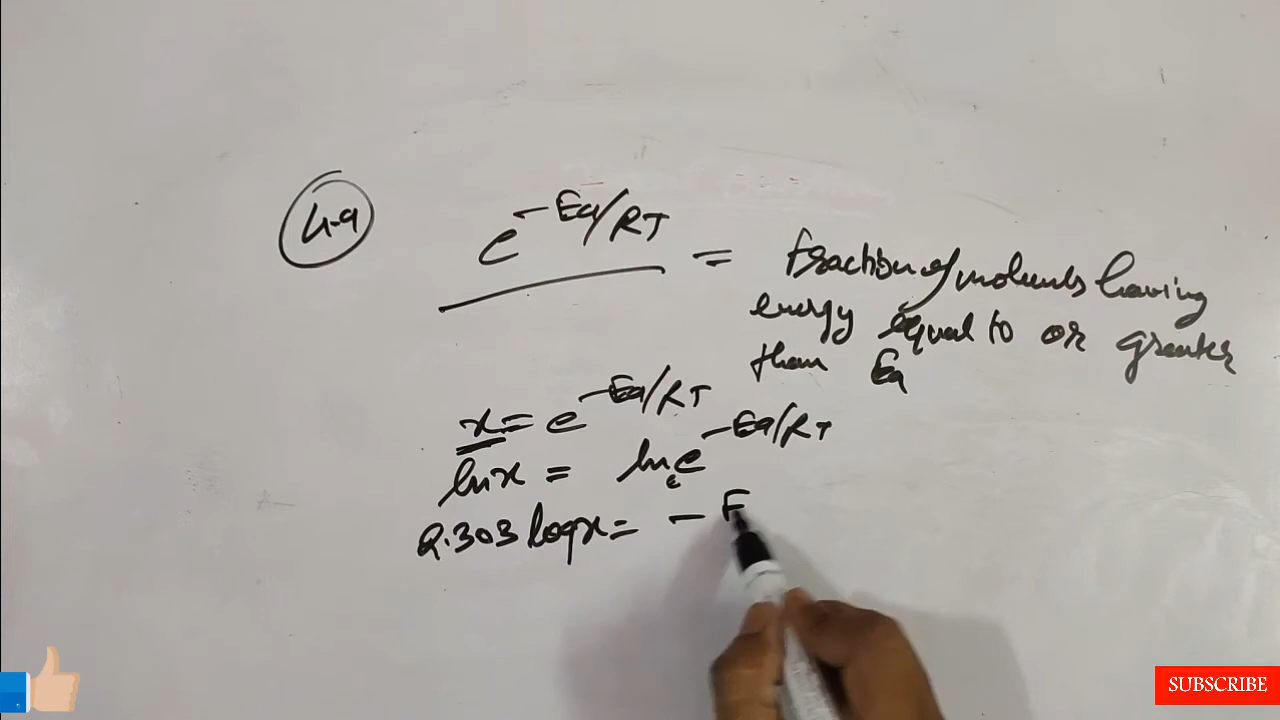 4.9
e^-Ea/RT = fraction of molecules having
energy equal to or greater
than Ea
x = e^-Ea/RT
ln x = ln e^-Ea/RT
2.303 log x = - E
SUBSCRIBE